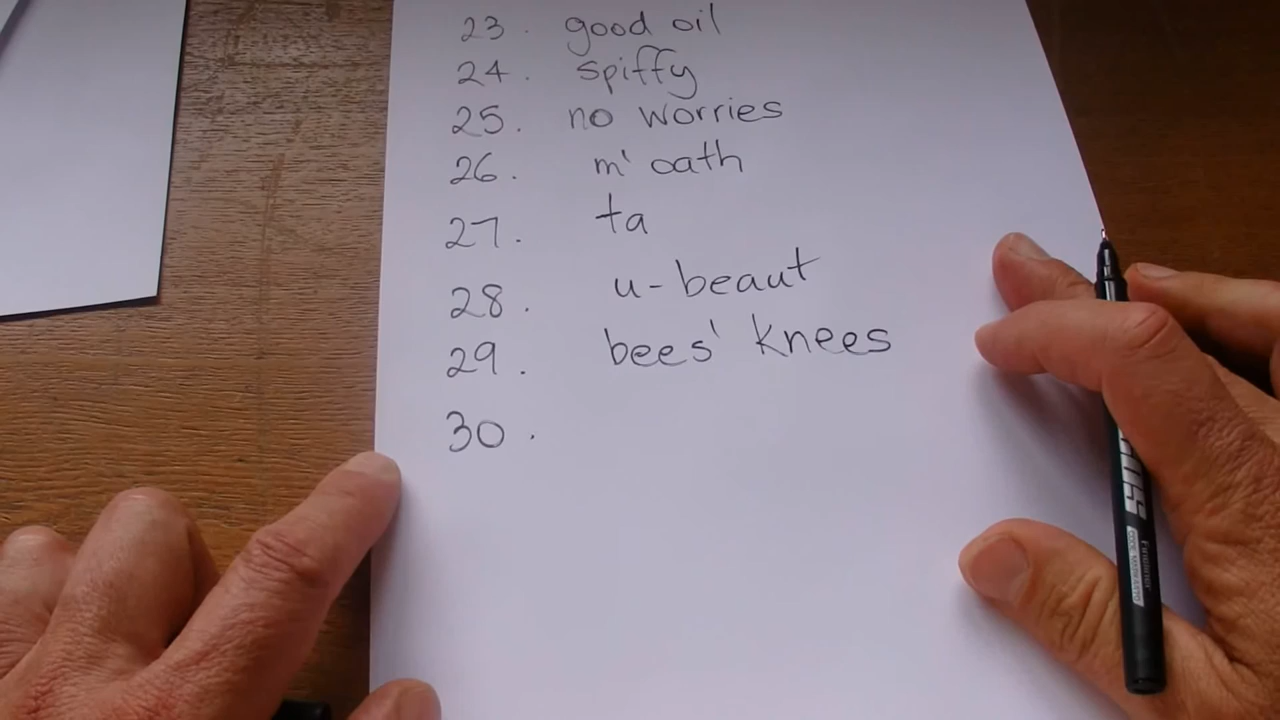 23. good oil
24. spiffy
25. no worries
26. m' oath
27. ta
28. u-beaut
29. bees' knees
30.